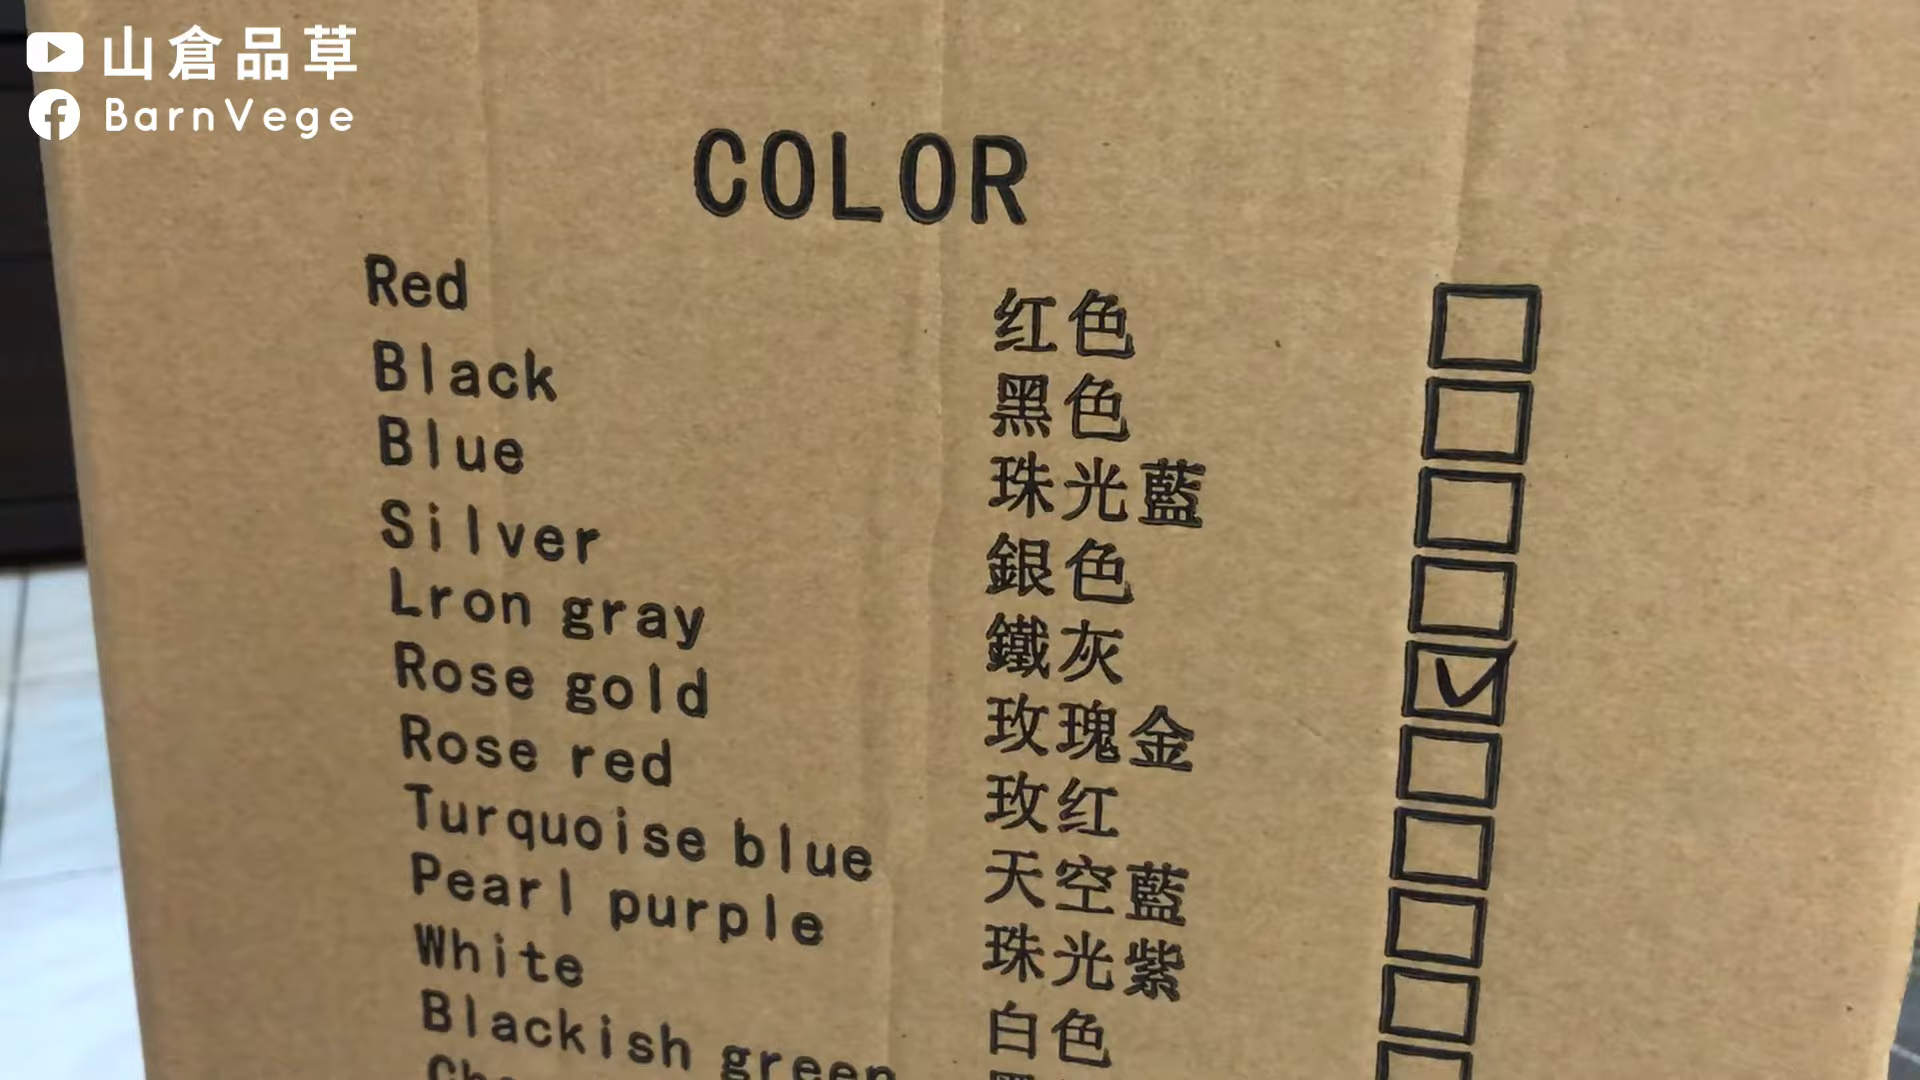 山倉品草
BarnVege
COLOR
Red 红色
Black 黑色
Blue 珠光藍
Silver 銀色
Lron gray 鐵灰
Rose gold 玫瑰金
Rose red 玫红
Turquoise blue 天空藍
Pearl purple 珠光紫
White 白色
Blackish green